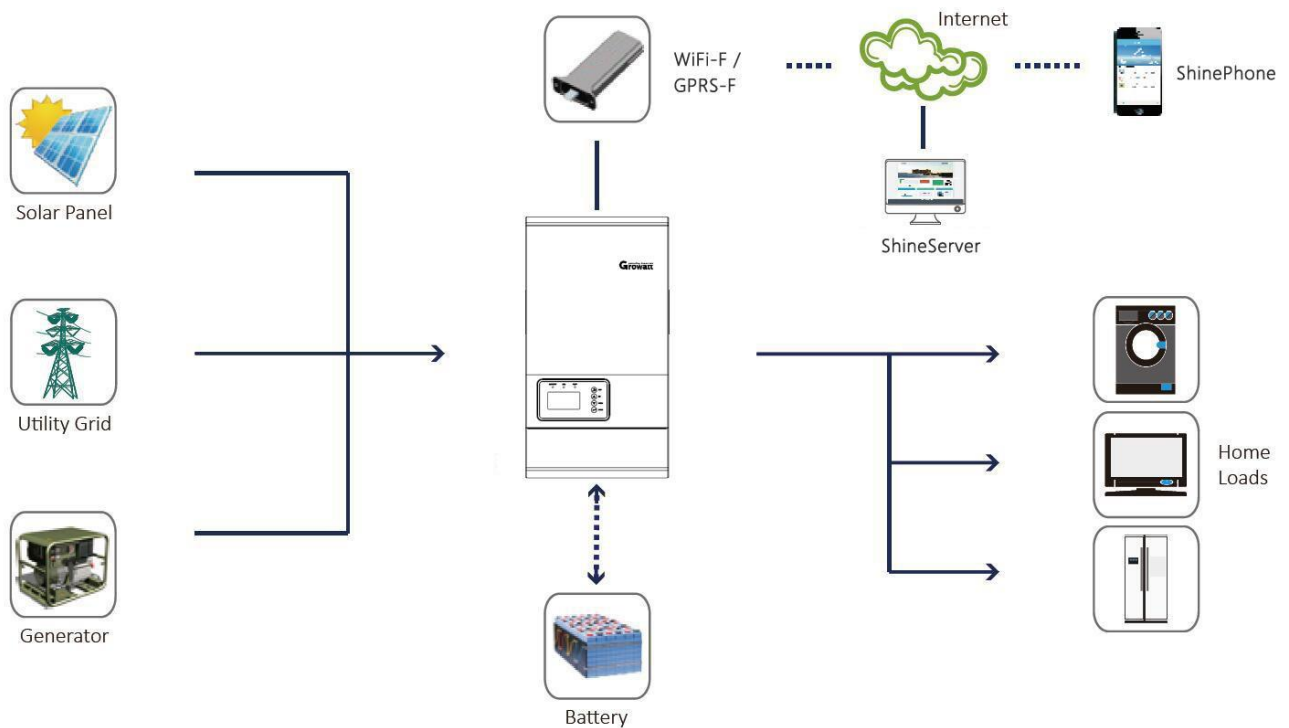 Internet
WiFi-F /
GPRS-F
ShinePhone
Solar Panel
ShineServer
Growatt
Utility Grid
Home
Loads
Generator
Battery